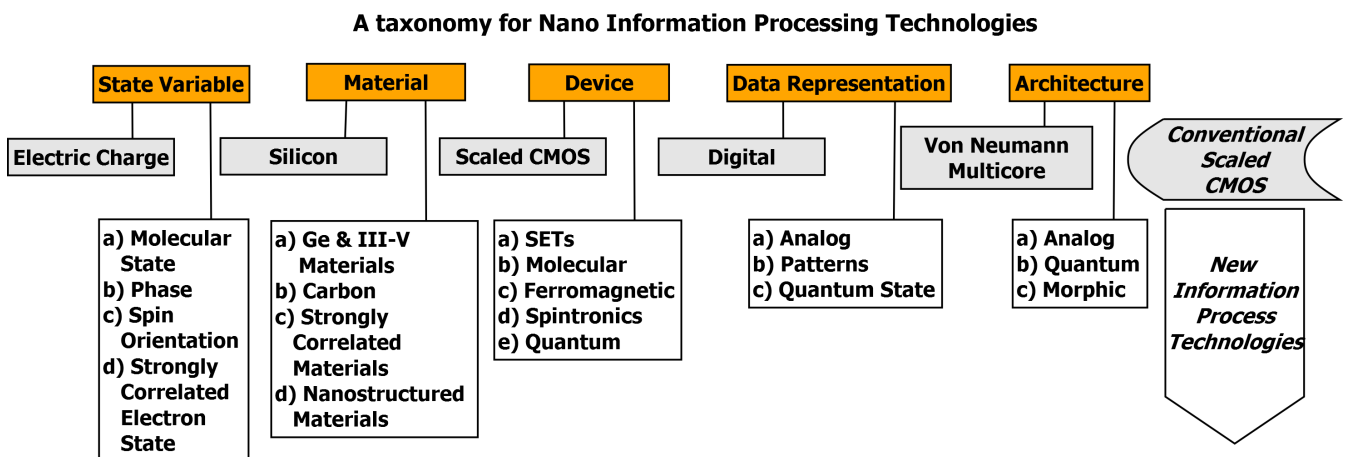 A taxonomy for Nano Information Processing Technologies
State Variable
Material
Device
Data Representation
Architecture
Electric Charge
Silicon
Scaled CMOS
Digital
Von Neumann
Multicore
Conventional
Scaled
CMOS
a) Molecular
State
b) Phase
c) Spin
Orientation
d) Strongly
Correlated
Electron
State
a) Ge & III-V
Materials
b) Carbon
c) Strongly
Correlated
Materials
d) Nanostructured
Materials
a) SETs
b) Molecular
c) Ferromagnetic
d) Spintronics
e) Quantum
a) Analog
b) Patterns
c) Quantum State
a) Analog
b) Quantum
c) Morphic
New
Information
Process
Technologies